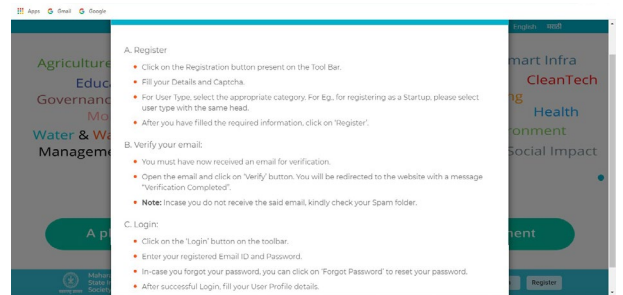 Apps Gmail Google
English मराठी
A. Register
Click on the Registration button present on the Tool Bar.
Fill your Details and Captcha.
For User Type, select the appropriate category. For Eg., for registering as a Startup, please select
user type with the same head.
After you have filled the required information, click on 'Register'.
B. Verify your email:
You must have now received an email for verification.
Open the email and click on 'Verify' button. You will be redirected to the website with a message
"Verification Completed".
Note: Incase you do not receive the said email, kindly check your Spam folder.
C. Login:
Click on the 'Login' button on the toolbar.
Enter your registered Email ID and Password.
In-case you forgot your password, you can click on 'Forgot Password' to reset your password.
After successful Login, fill your User Profile details.
Agriculture
Educ
Governanc
Mo
Water & Wa
Manageme
mart Infra
CleanTech
ng
Health
ronment
Social Impact
A pl
nent
Mahar
State In
Society
Register